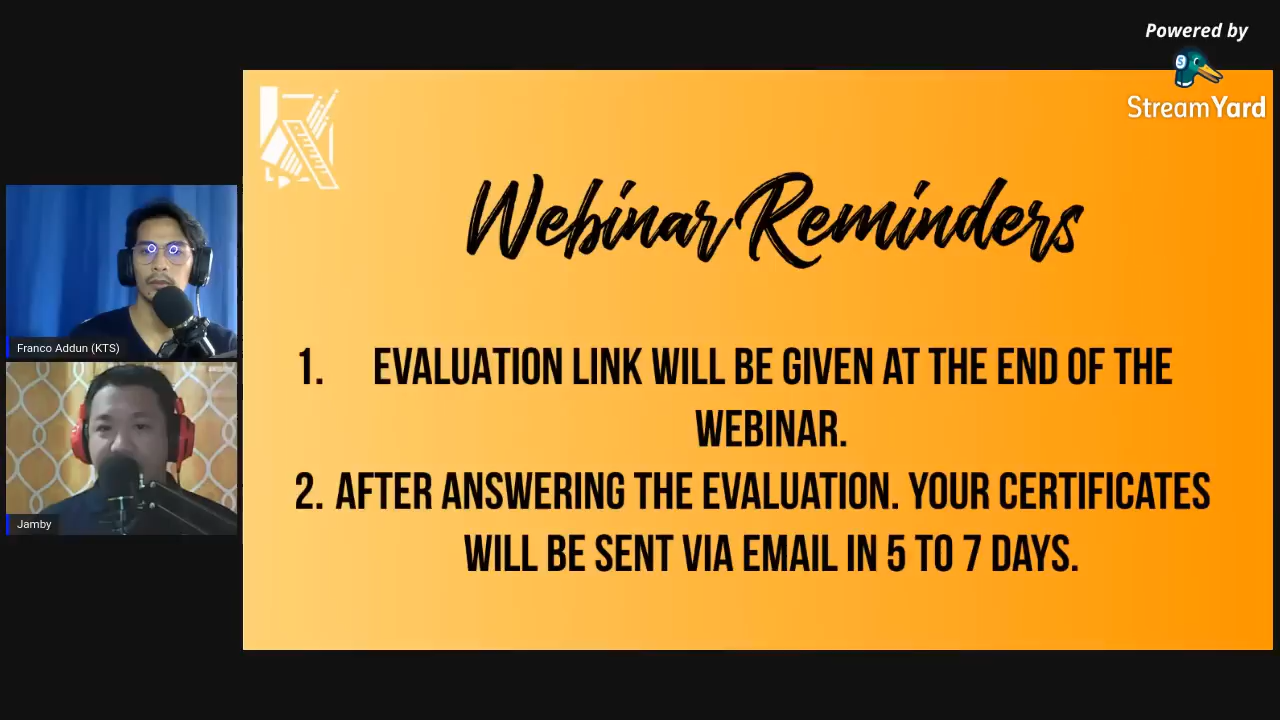 Powered by
StreamYard
Webinar Reminders
1. EVALUATION LINK WILL BE GIVEN AT THE END OF THE
WEBINAR.
2. AFTER ANSWERING THE EVALUATION. YOUR CERTIFICATES
WILL BE SENT VIA EMAIL IN 5 TO 7 DAYS.
Franco Addun (KTS)
Jamby